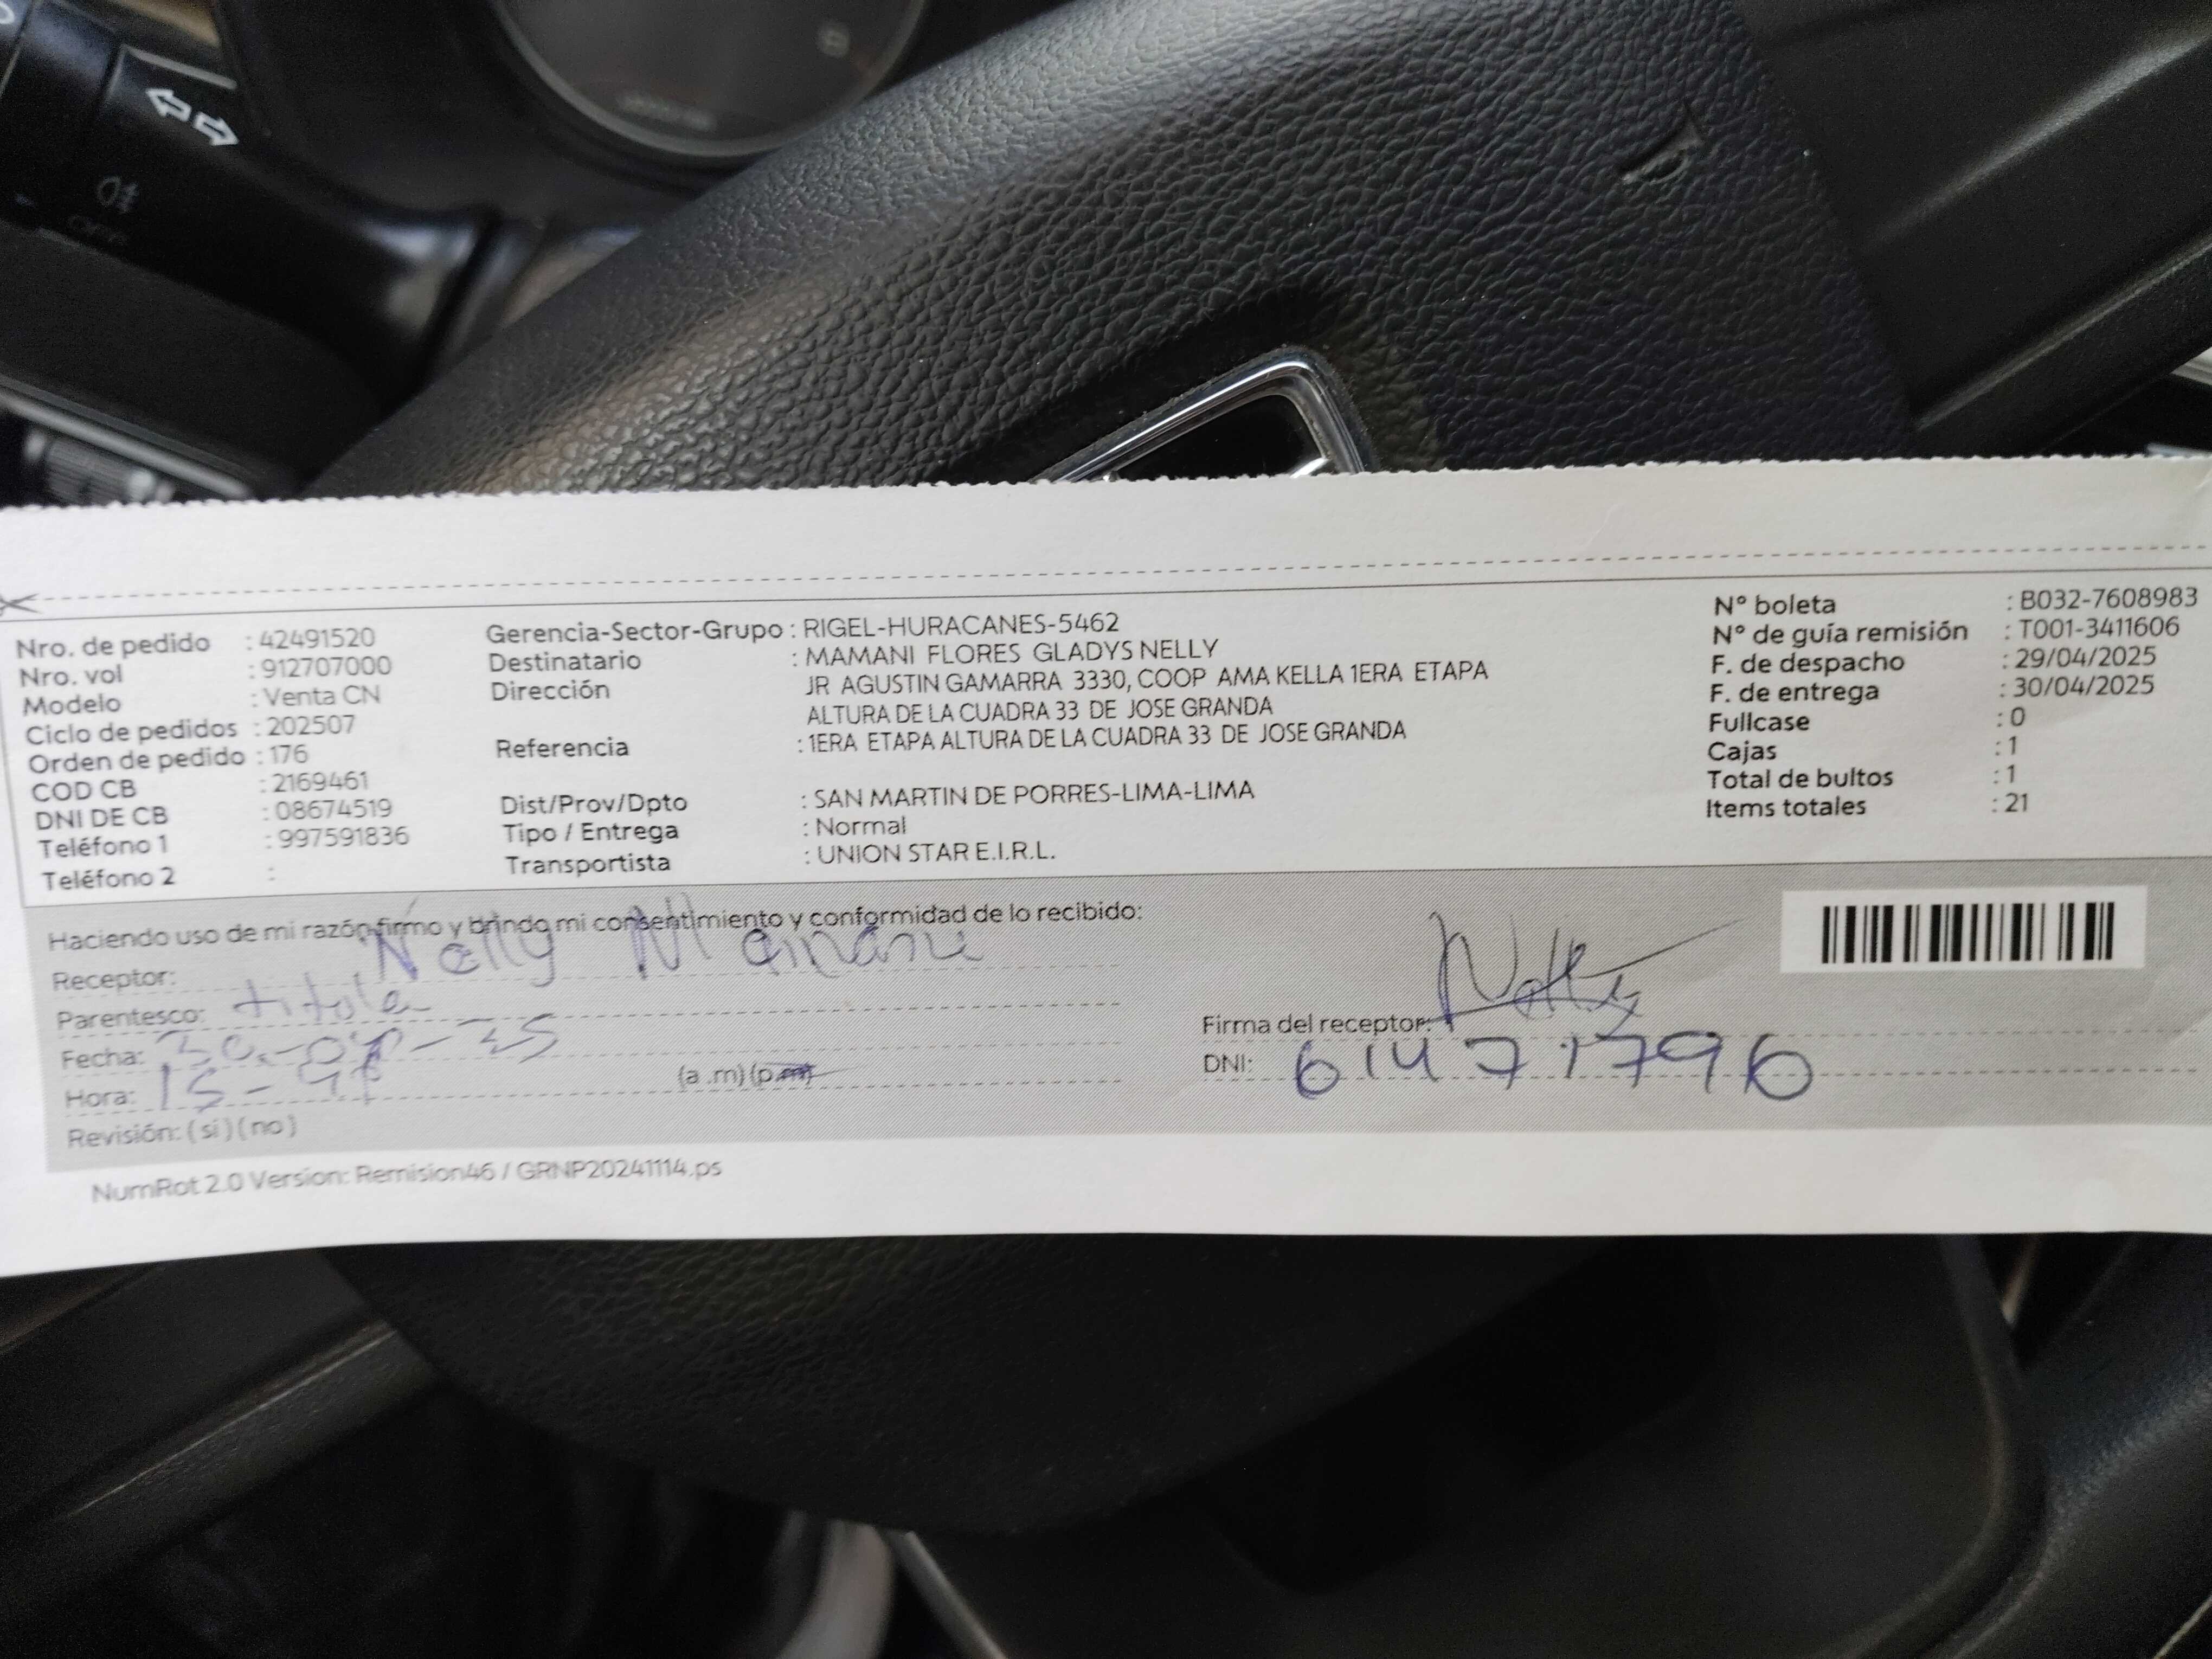 Nro. de pedido : 42491520
Nro. vol : 912707000
Modelo : Venta CN
Ciclo de pedidos : 202507
Orden de pedido : 176
COD CB : 2169461
DNI DE CB : 08674519
Teléfono 1 : 997591836
Teléfono 2 :
Gerencia-Sector-Grupo : RIGEL-HURACANES-5462
Destinatario : MAMANI FLORES GLADYS NELLY
Dirección JR AGUSTIN GAMARRA 3330, COOP AMA KELLA 1ERA ETAPA
ALTURA DE LA CUADRA 33 DE JOSE GRANDA
Referencia : 1ERA ETAPA ALTURA DE LA CUADRA 33 DE JOSE GRANDA
Dist/Prov/Dpto : SAN MARTIN DE PORRES-LIMA-LIMA
Tipo / Entrega : Normal
Transportista : UNION STAR E.I.R.L.
N° boleta : B032-7608983
N° de guía remisión : T001-3411606
F. de despacho : 29/04/2025
F. de entrega : 30/04/2025
Fullcase : 0
Cajas : 1
Total de bultos : 1
Items totales : 21
Haciendo uso de mi razón firmo y brindo mi consentimiento y conformidad de lo recibido:
Receptor: Nelly Mamani
Parentesco: titular
Fecha:
Hora: (a.m) (p.m)
Revisión: (si) (no)
Firma del receptor: Nelly
DNI: 61471796
NumRot 2.0 Version: Remision46 / GRNP20241114.ps